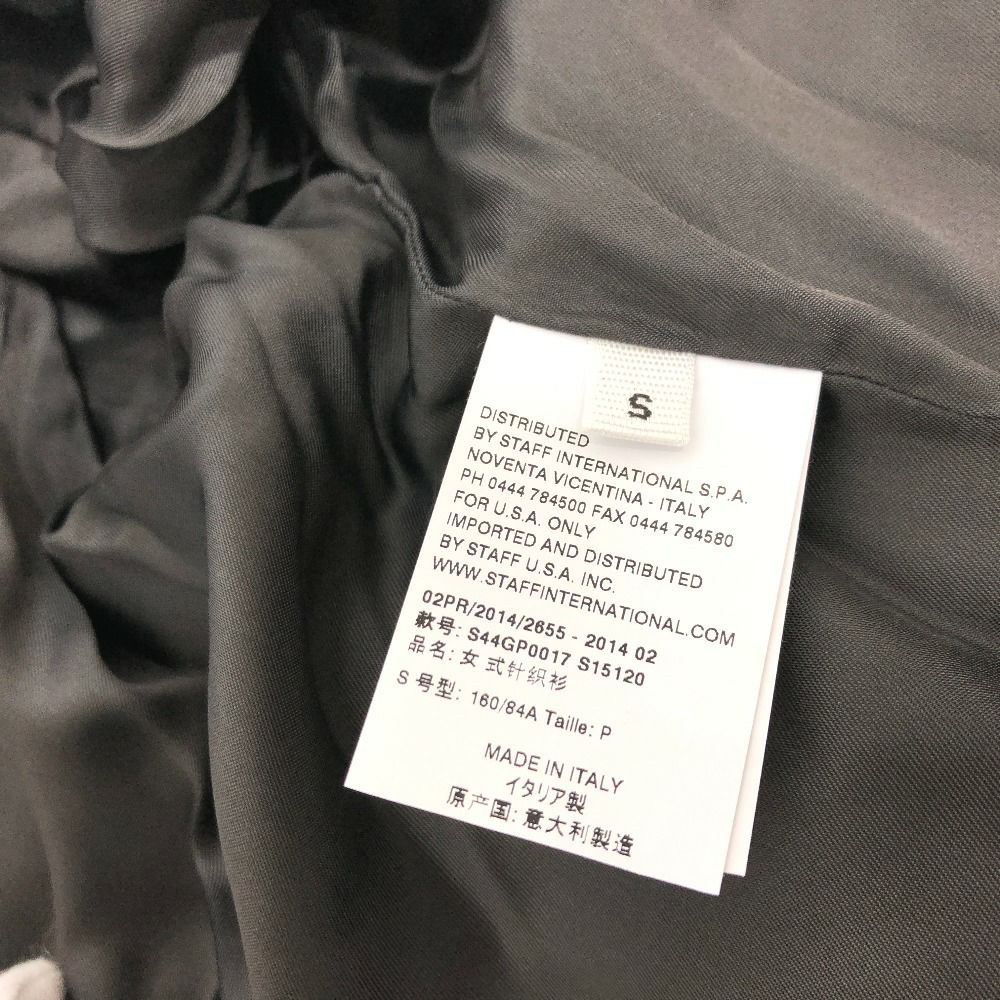 S
DISTRIBUTED
BY STAFF INTERNATIONAL S.P.A.
NOVENTA VICENTINA - ITALY
PH 0444 784500 FAX 0444 784580
FOR U.S.A. ONLY
IMPORTED AND DISTRIBUTED
BY STAFF U.S.A. INC.
WWW.STAFFINTERNATIONAL.COM
02PR/2014/2655 - 2014 02
款号: S44GP0017 S15120
品名: 女式针织衫
S 号型: 160/84A Taille: P
MADE IN ITALY
イタリア製
原产国: 意大利製造